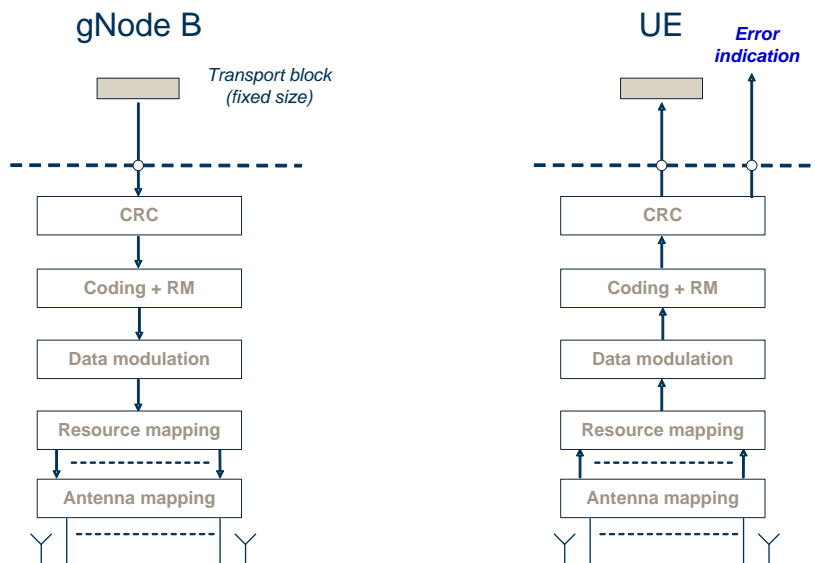 gNode B
Transport block
(fixed size)
CRC
Coding + RM
Data modulation
Resource mapping
Antenna mapping
UE
Error
indication
CRC
Coding + RM
Data modulation
Resource mapping
Antenna mapping